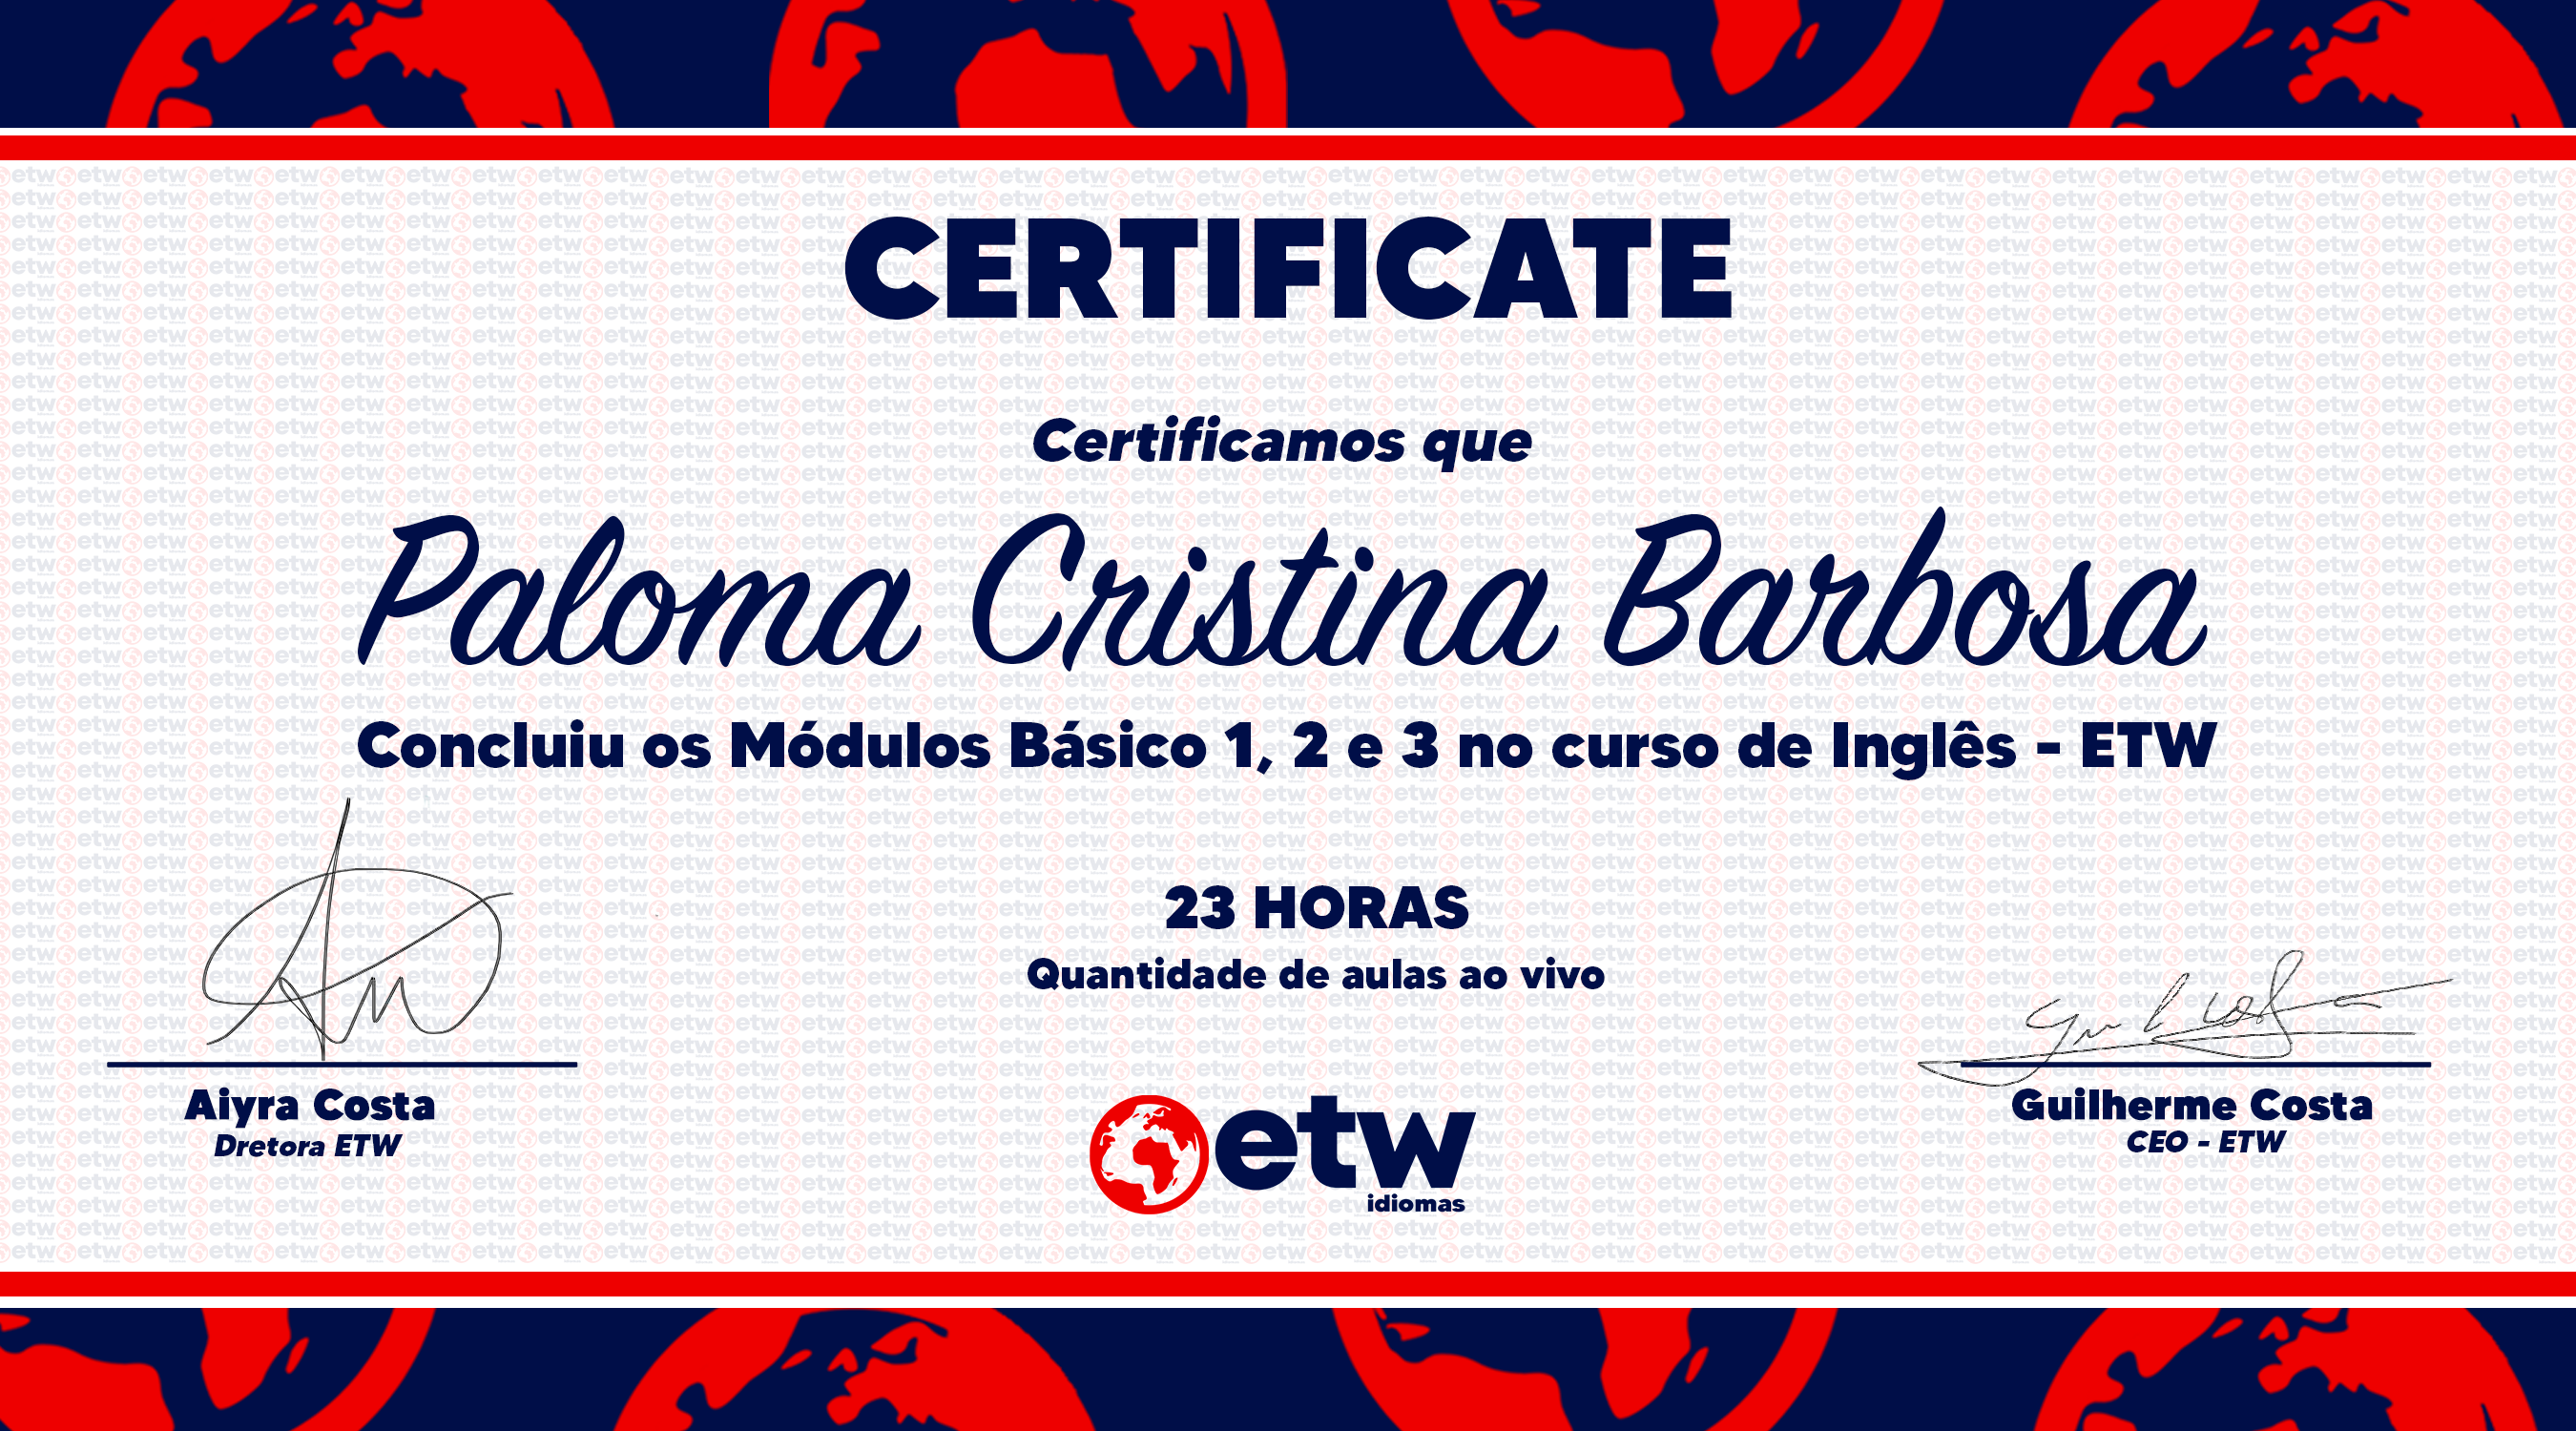 CERTIFICATE
Certificamos que
Paloma Cristina Barbosa
Concluiu os Módulos Básico 1, 2 e 3 no curso de Inglês - ETW
23 HORAS
Quantidade de aulas ao vivo
Aiyra Costa
Dretora ETW
Guilherme Costa
CEO - ETW
etw
idiomas